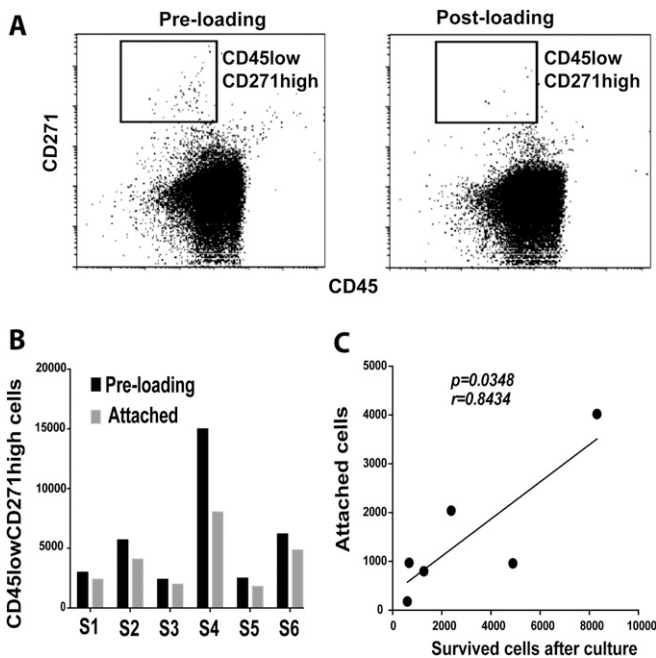 A
Pre-loading
Post-loading
CD45low
CD271high
CD45low
CD271high
CD271
CD45
B
CD45lowCD271high cells
20000
15000
10000
5000
0
Pre-loading
Attached
S1 S2 S3 S4 S5 S6
C
Attached cells
5000
4000
3000
2000
1000
0
p=0.0348
r=0.8434
0 2000 4000 6000 8000 10000
Survived cells after culture